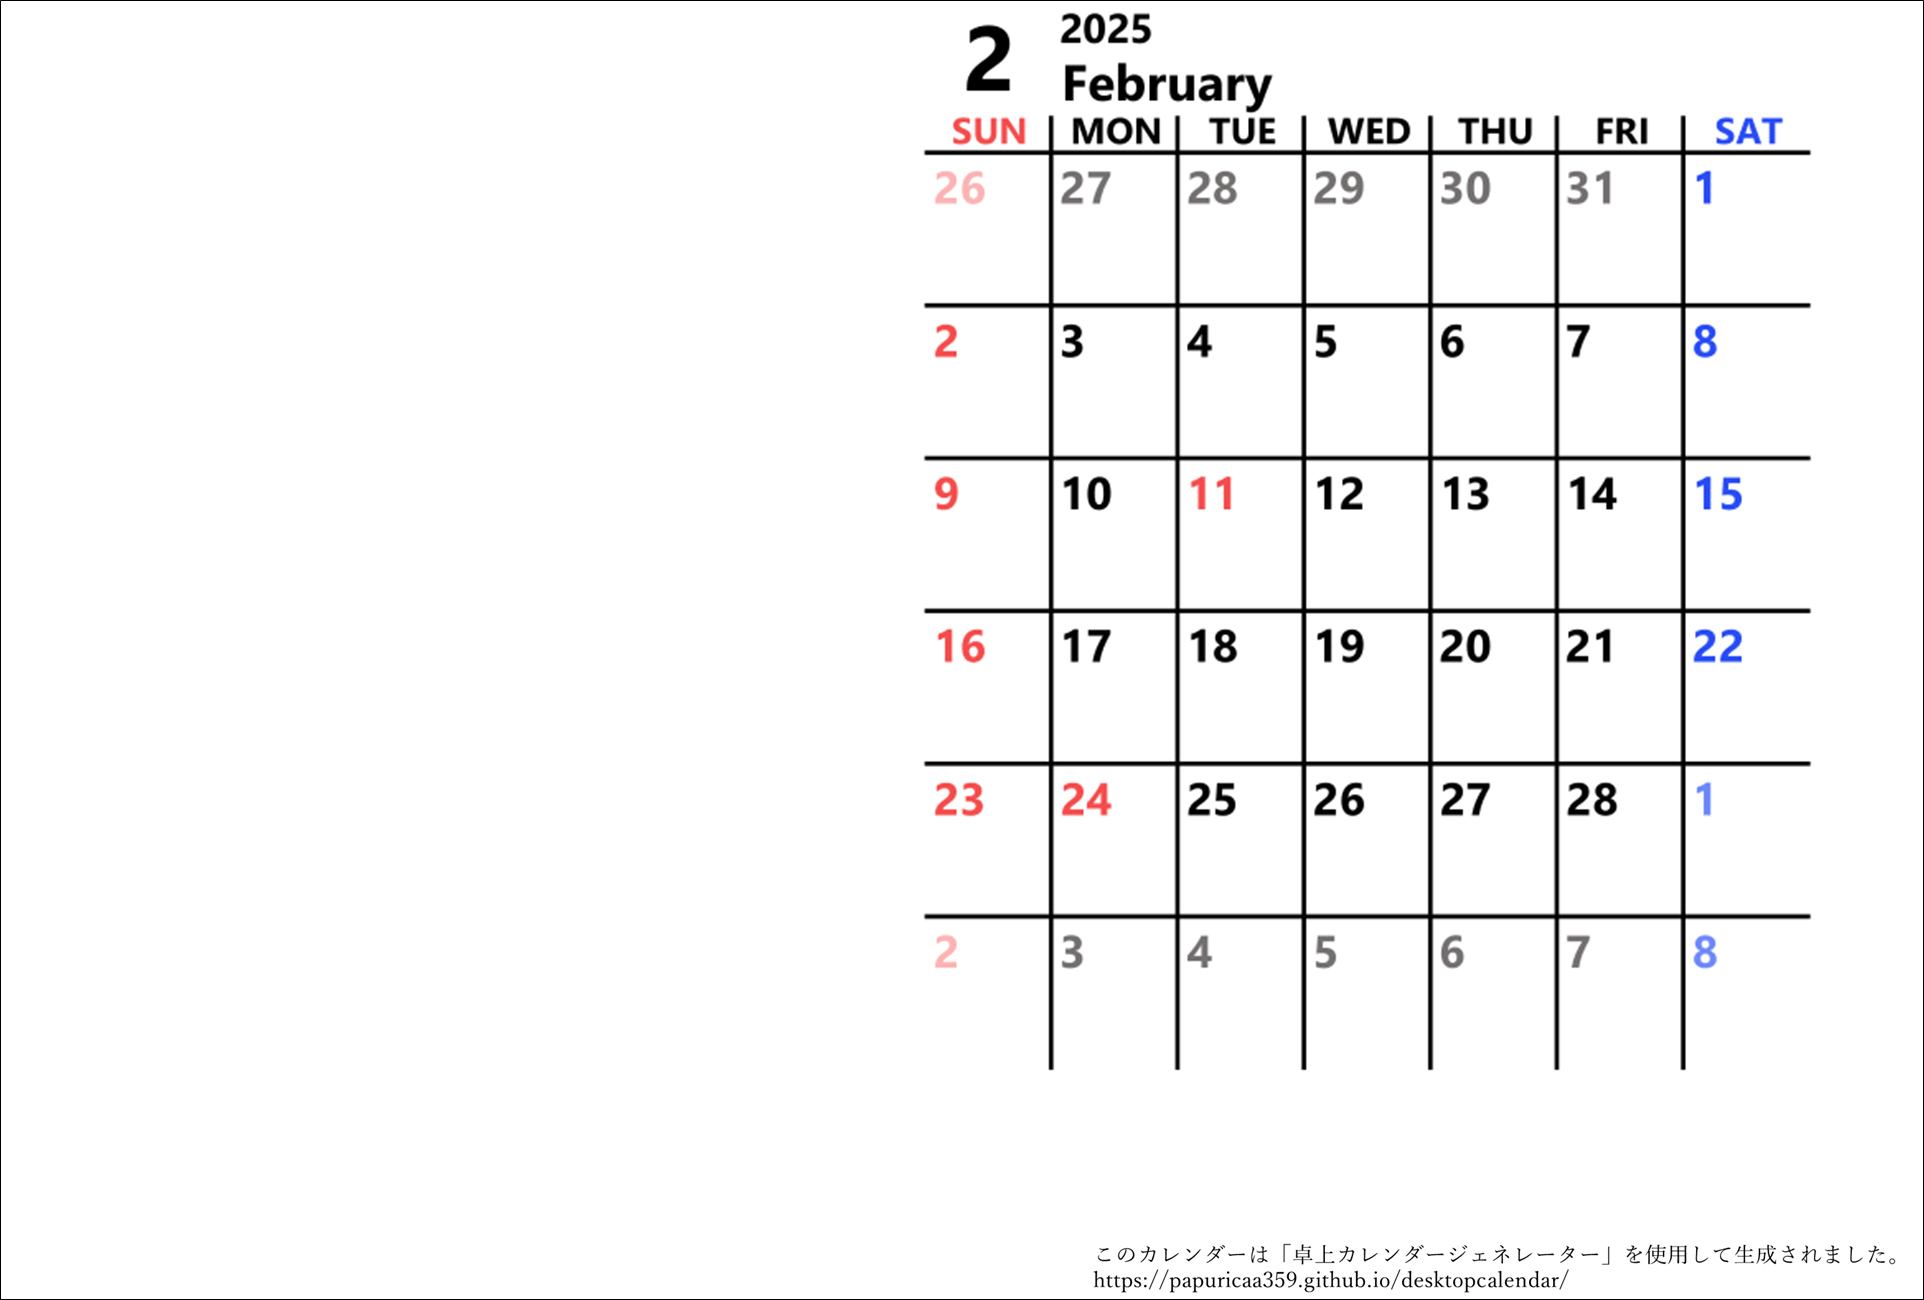 2
2025
February
SUN MON TUE WED THU FRI SAT
26 27 28 29 30 31 1
2 3 4 5 6 7 8
9 10 11 12 13 14 15
16 17 18 19 20 21 22
23 24 25 26 27 28 1
2 3 4 5 6 7 8
このカレンダーは「卓上カレンダージェネレーター」を使用して生成されました。
https://papuricaa359.github.io/desktopcalendar/